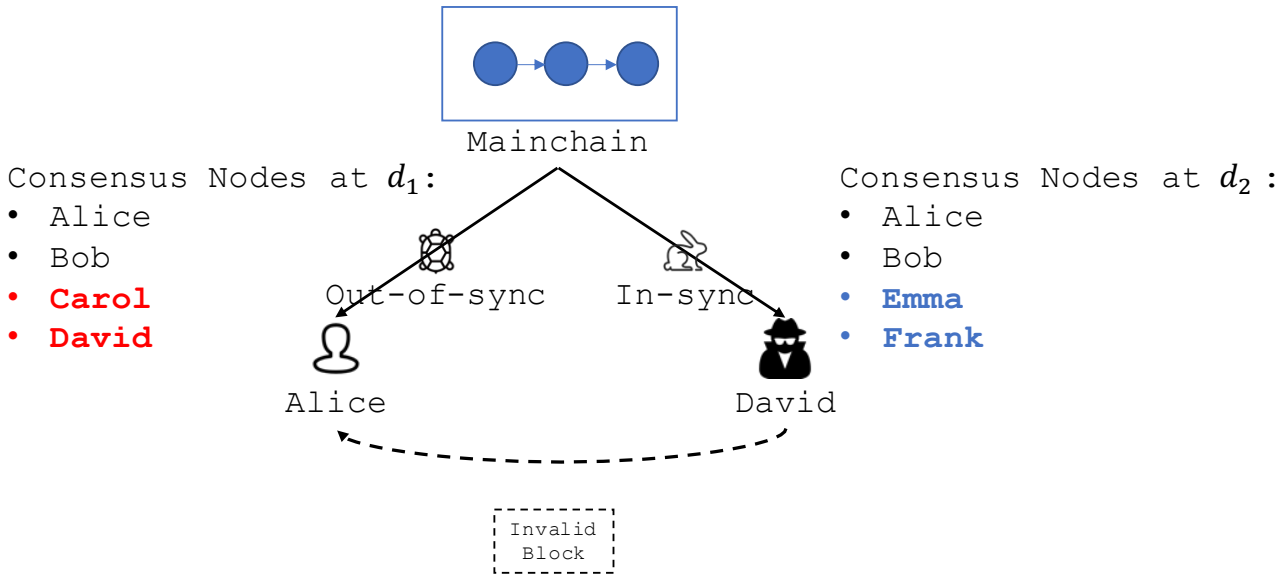 Mainchain
Consensus Nodes at d₁:
• Alice
• Bob
• Carol
• David
Out-of-sync
In-sync
Consensus Nodes at d₂ :
• Alice
• Bob
• Emma
• Frank
Alice
David
Invalid
Block